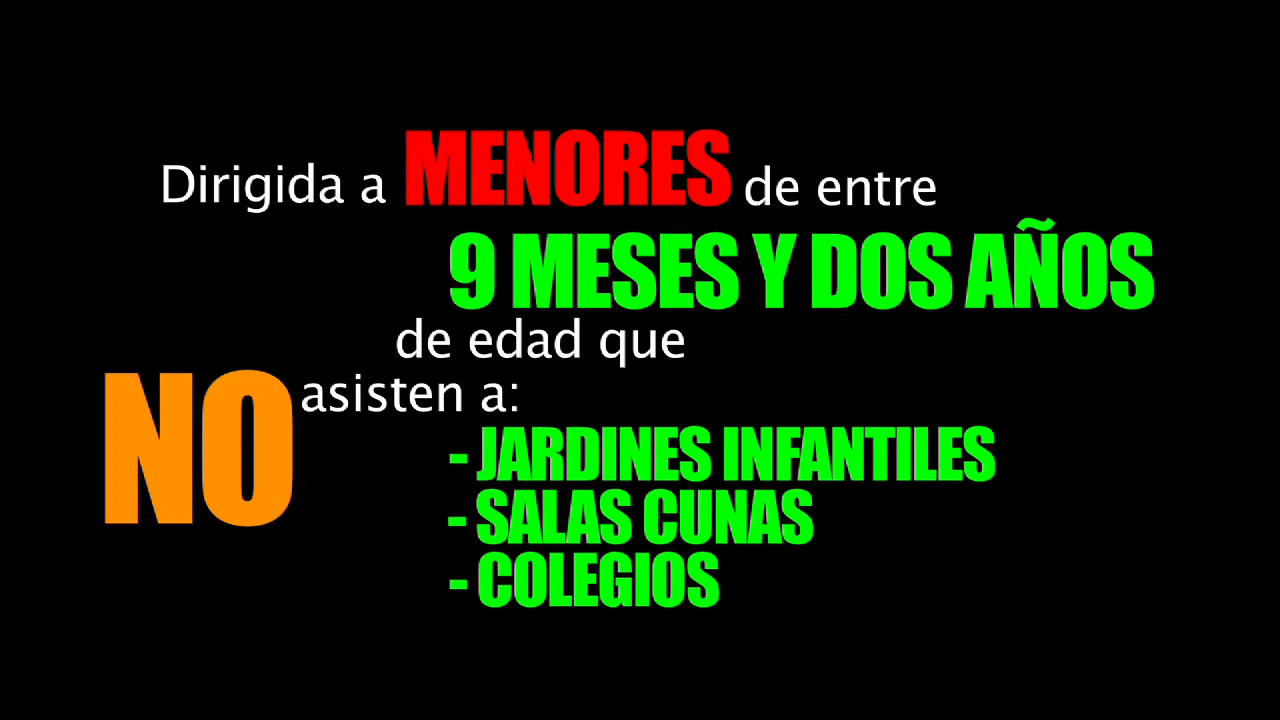 Dirigida a MENORES de entre
9 MESES Y DOS AÑOS
de edad que
NO asisten a:
- JARDINES INFANTILES
- SALAS CUNAS
- COLEGIOS